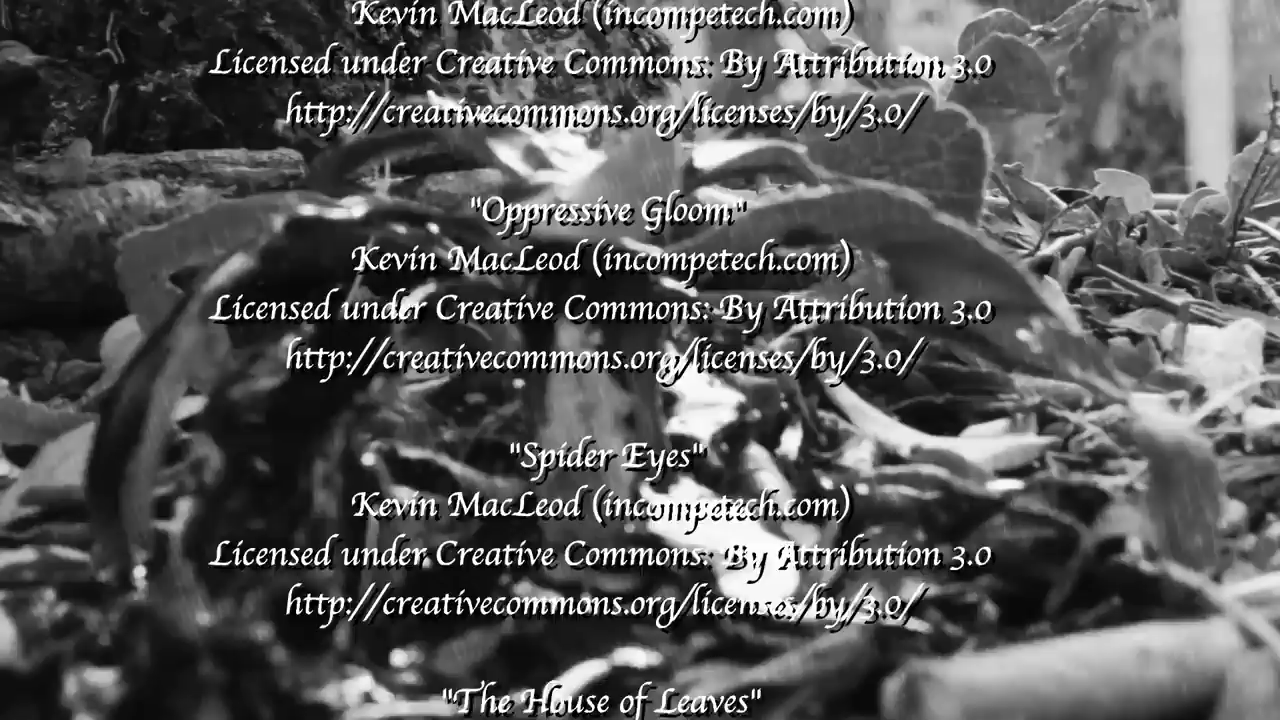 Kevin MacLeod (incompetech.com)
Licensed under Creative Commons: By Attribution 3.0
http://creativecommons.org/licenses/by/3.0/
"Oppressive Gloom"
Kevin MacLeod (incompetech.com)
Licensed under Creative Commons: By Attribution 3.0
http://creativecommons.org/licenses/by/3.0/
"Spider Eyes"
Kevin MacLeod (incompetech.com)
Licensed under Creative Commons: By Attribution 3.0
http://creativecommons.org/licenses/by/3.0/
"The House of Leaves"